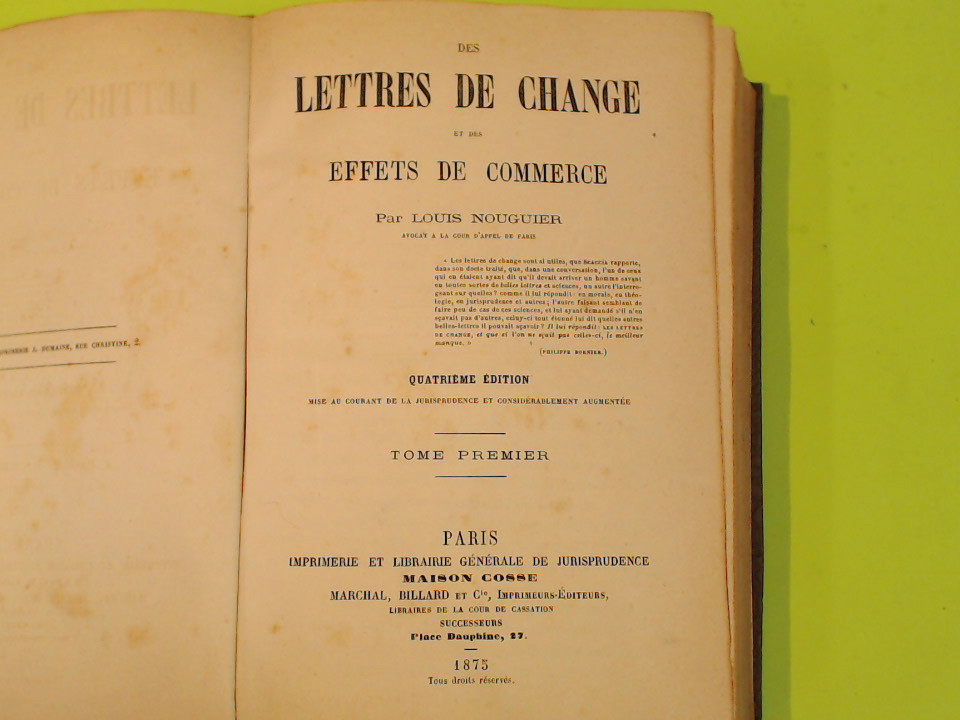 J. DUMAINE, RUE CHRISTINE, 2.
DES
LETTRES DE CHANGE
ET DES
EFFETS DE COMMERCE
Par LOUIS NOUGUIER
AVOCAT A LA COUR D'APPEL DE PARIS
« Les lettres de change sont si utiles, que SCACCIA rapporte,
dans son docte traité, que, dans une conversation, l'un de ceux
qui en étaient ayant dit qu'il devait arriver un homme savant
en toutes sortes de belles lettres et sciences, un autre l'interro-
geant sur quelles? comme il lui répondit: en morale, en théo-
logie, en jurisprudence et autres; l'autre faisant semblant de
faire peu de cas de ces sciences, et lui ayant demandé s'il n'en
sçavait pas d'autres, celuy-ci tout étonné lui dit quelles autres
belles-lettres il pouvait sçavoir? Il lui répondit: LES LETTRES
DE CHANGE, et que si l'on ne sçait pas celles-ci, le meilleur
manque. »
(PHILIPPE BORNIER.)
QUATRIÈME ÉDITION
MISE AU COURANT DE LA JURISPRUDENCE ET CONSIDÉRABLEMENT AUGMENTÉE
TOME PREMIER
PARIS
IMPRIMERIE ET LIBRAIRIE GÉNÉRALE DE JURISPRUDENCE
MAISON COSSE
MARCHAL, BILLARD ET Cie, IMPRIMEURS-ÉDITEURS,
LIBRAIRES DE LA COUR DE CASSATION
SUCCESSEURS
Place Dauphine, 27.
1875
Tous droits réservés.